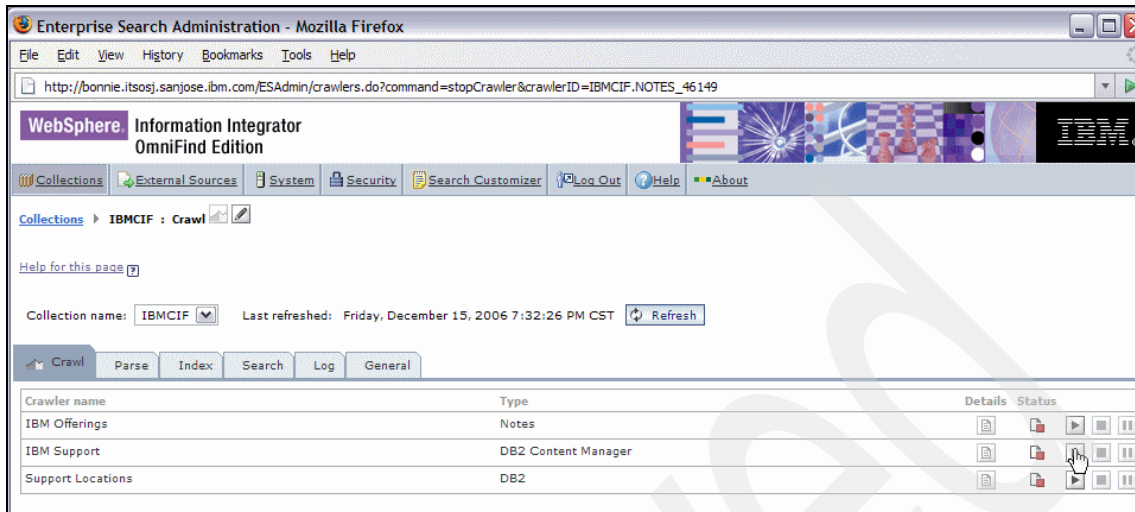 Enterprise Search Administration - Mozilla Firefox
File Edit View History Bookmarks Tools Help
http://bonnie.itsosj.sanjose.ibm.com/ESAdmin/crawlers.do?command=stopCrawler&crawlerID=IBMCIF.NOTES_46149
WebSphere. Information Integrator
OmniFind Edition
IBM.
Collections External Sources System Security Search Customizer Log Out Help About
Collections IBMCIF : Crawl
Help for this page ?
Collection name: IBMCIF Last refreshed: Friday, December 15, 2006 7:32:26 PM CST Refresh
Crawl Parse Index Search Log General
Crawler name Type Details Status
IBM Offerings Notes
IBM Support DB2 Content Manager
Support Locations DB2